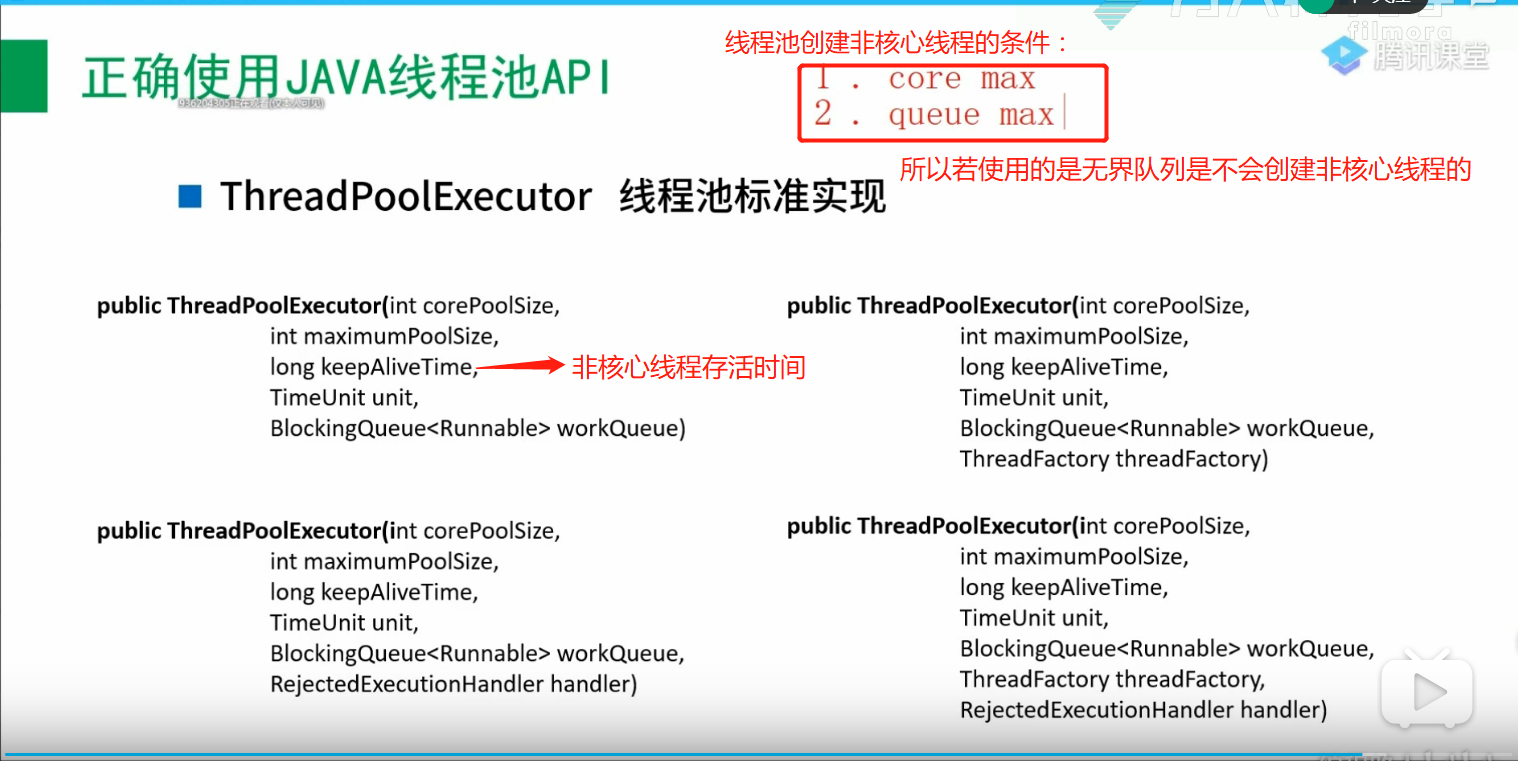 线程池创建非核心线程的条件：
filmora
腾讯课堂
正确使用JAVA线程池API
1 . core max
2 . queue max
所以若使用的是无界队列是不会创建非核心线程的
ThreadPoolExecutor 线程池标准实现
public ThreadPoolExecutor(int corePoolSize,
int maximumPoolSize,
long keepAliveTime,
非核心线程存活时间
TimeUnit unit,
BlockingQueue<Runnable> workQueue)
public ThreadPoolExecutor(int corePoolSize,
int maximumPoolSize,
long keepAliveTime,
TimeUnit unit,
BlockingQueue<Runnable> workQueue,
ThreadFactory threadFactory)
public ThreadPoolExecutor(int corePoolSize,
int maximumPoolSize,
long keepAliveTime,
TimeUnit unit,
BlockingQueue<Runnable> workQueue,
RejectedExecutionHandler handler)
public ThreadPoolExecutor(int corePoolSize,
int maximumPoolSize,
long keepAliveTime,
TimeUnit unit,
BlockingQueue<Runnable> workQueue,
ThreadFactory threadFactory,
RejectedExecutionHandler handler)